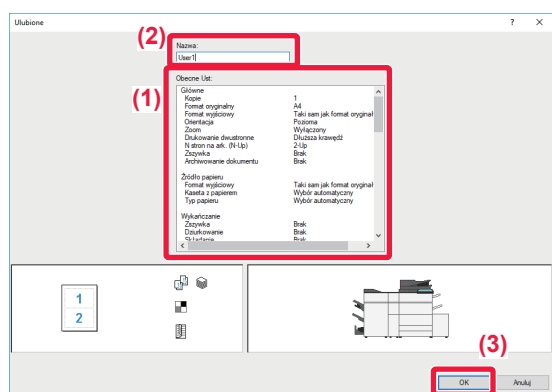 Ulubione ? ✕
(2)
Nazwa:
User1
(1)
Obecne Ust:
Główne
Kopie 1
Format oryginalny A4
Format wyjściowy Taki sam jak format oryginał
Orientacja Pozioma
Zoom Wyłączony
Drukowanie dwustronne Dłuższa krawędź
N stron na ark. (N-Up) 2-Up
Zszywka Brak
Archiwowanie dokumentu Brak
Źródło papieru
Format wyjściowy Taki sam jak format oryginał
Kaseta z papierem Wybór automatyczny
Typ papieru Wybór automatyczny
Wykańczanie
Zszywka Brak
Dziurkowanie Brak
Składanie Brak
1
2
(3)
OK Anuluj